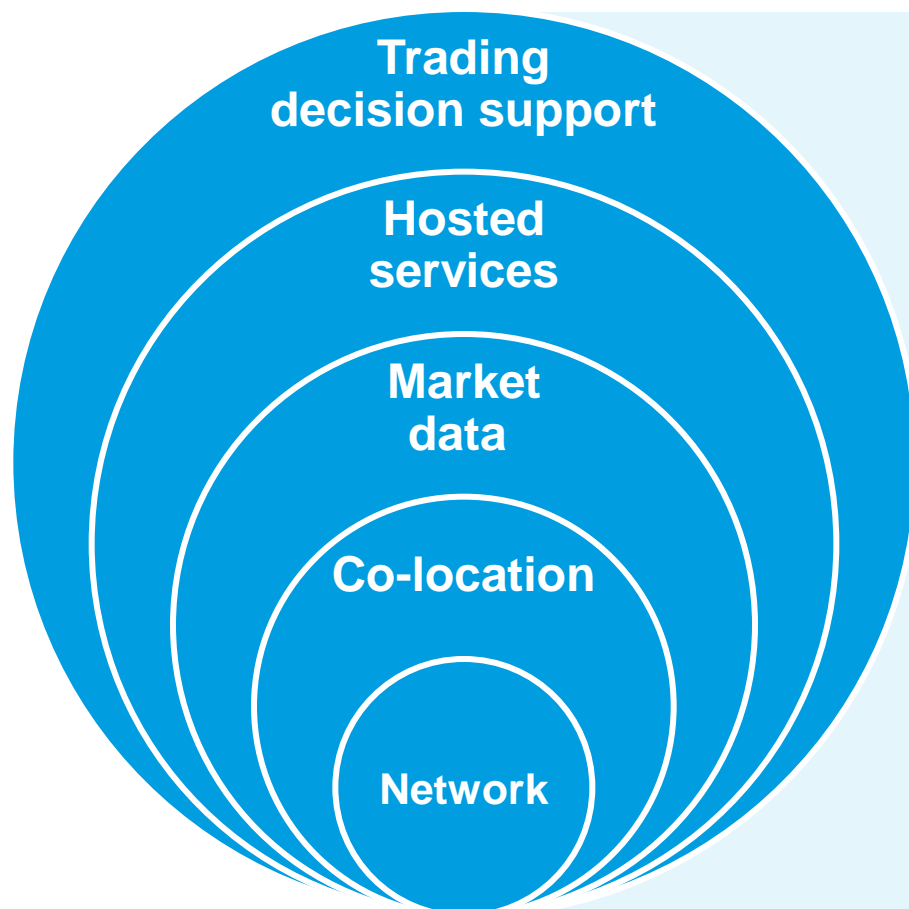 Trading
decision support
Hosted
services
Market
data
Co-location
Network